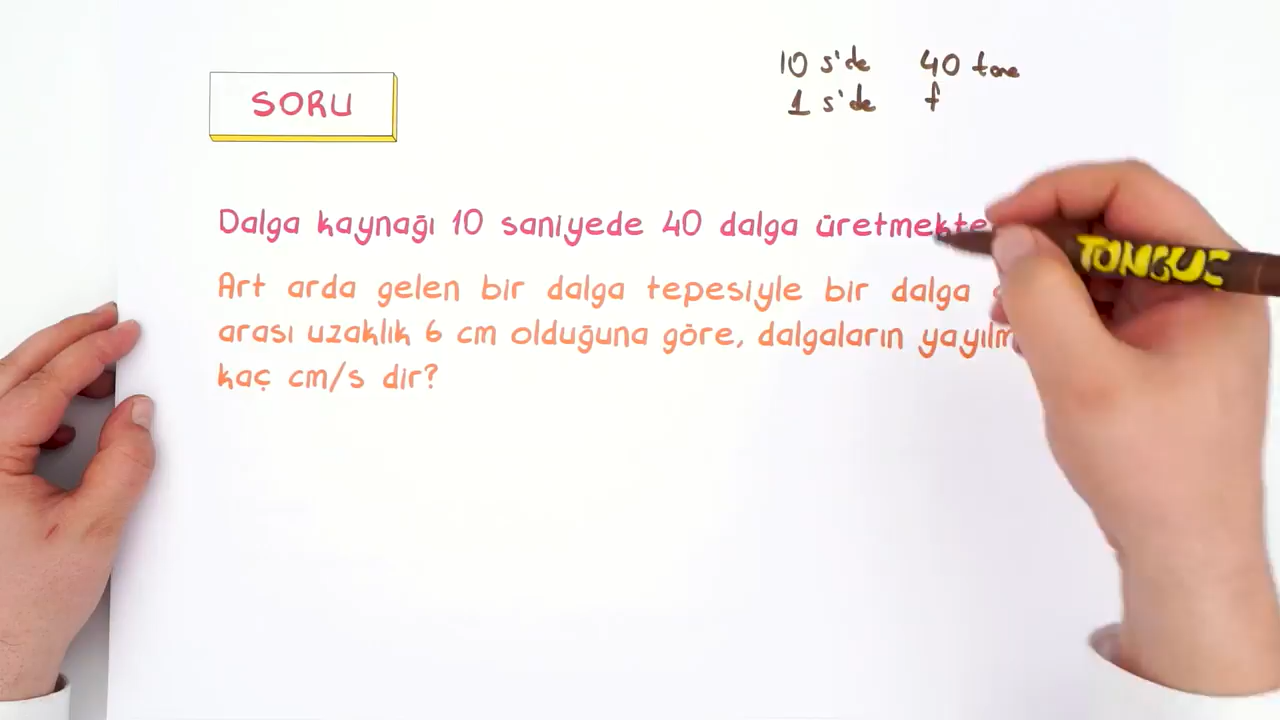 10 s'de 40 tane
1 s'de f
SORU
Dalga kaynağı 10 saniyede 40 dalga üretmekte
Art arda gelen bir dalga tepesiyle bir dalga
arası uzaklık 6 cm olduğuna göre, dalgaların yayılm
kaç cm/s dir?
TONGUÇ